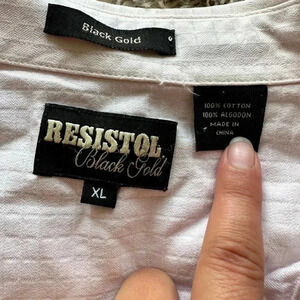 Black Gold
RESISTOL
Black Gold
XL
100% COTTON
100% ALGODON
MADE IN
CHINA